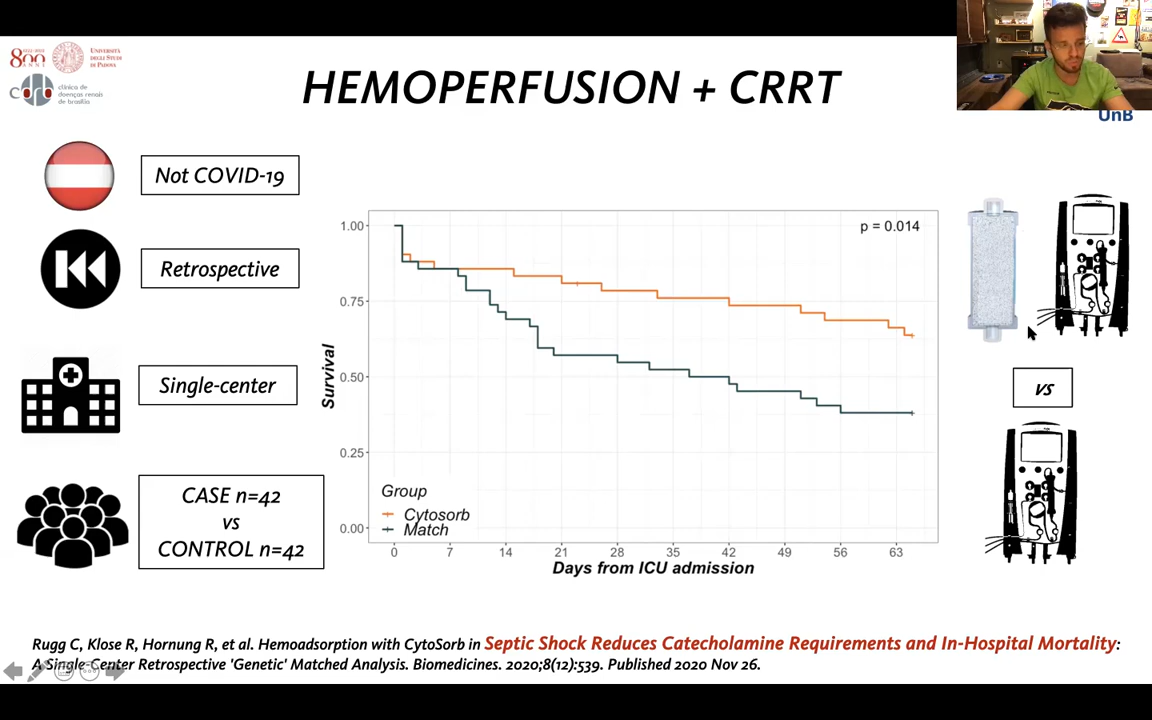 800
ANNI
UNIVERSITÀ
DEGLI STUDI
DI PADOVA
clínica de
doenças renais
de brasília
HEMOPERFUSION + CRRT
UnB
Not COVID-19
Retrospective
Single-center
CASE n=42
vs
CONTROL n=42
p = 0.014
1.00
0.75
0.50
0.25
0.00
Survival
Group
Cytosorb
Match
0 7 14 21 28 35 42 49 56 63
Days from ICU admission
vs
Rugg C, Klose R, Hornung R, et al. Hemoadsorption with CytoSorb in Septic Shock Reduces Catecholamine Requirements and In-Hospital Mortality:
A Single-Center Retrospective 'Genetic' Matched Analysis. Biomedicines. 2020;8(12):539. Published 2020 Nov 26.